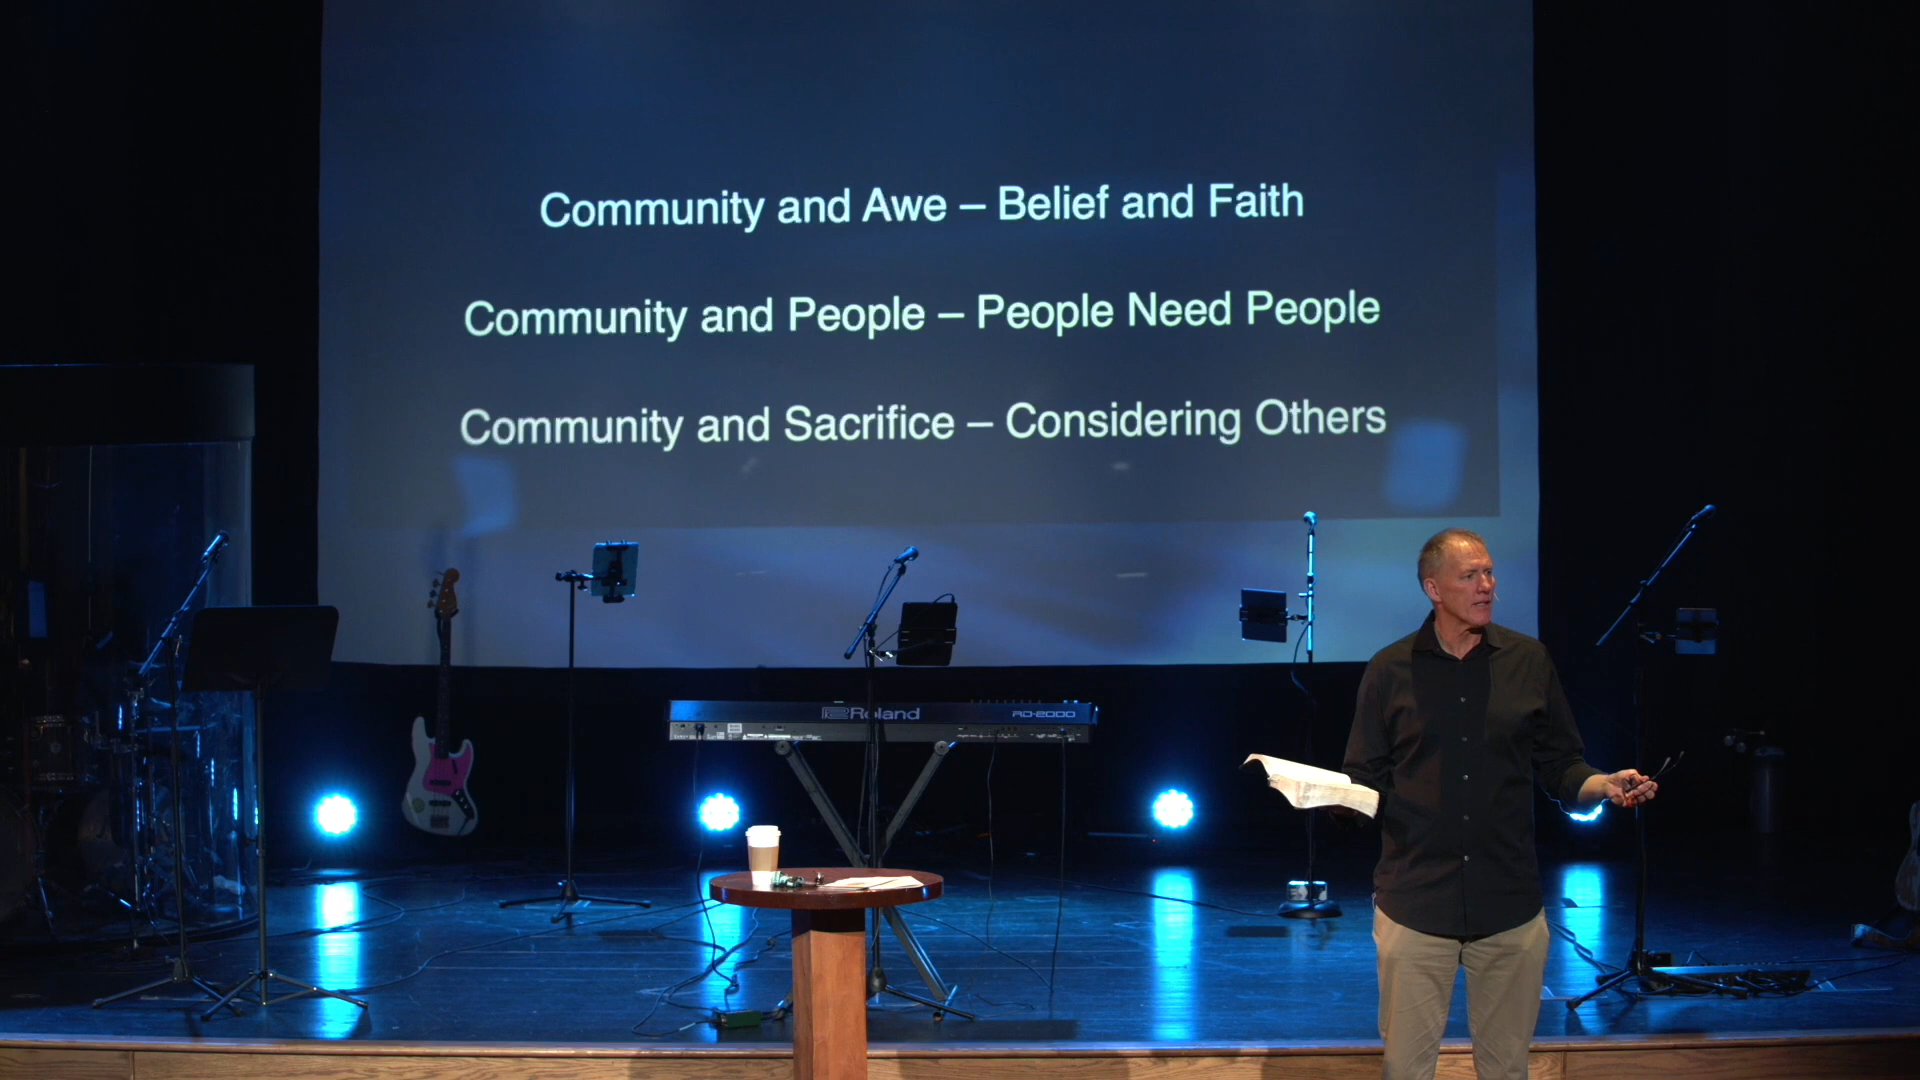 Community and Awe – Belief and Faith
Community and People – People Need People
Community and Sacrifice – Considering Others
Roland
RD-2000